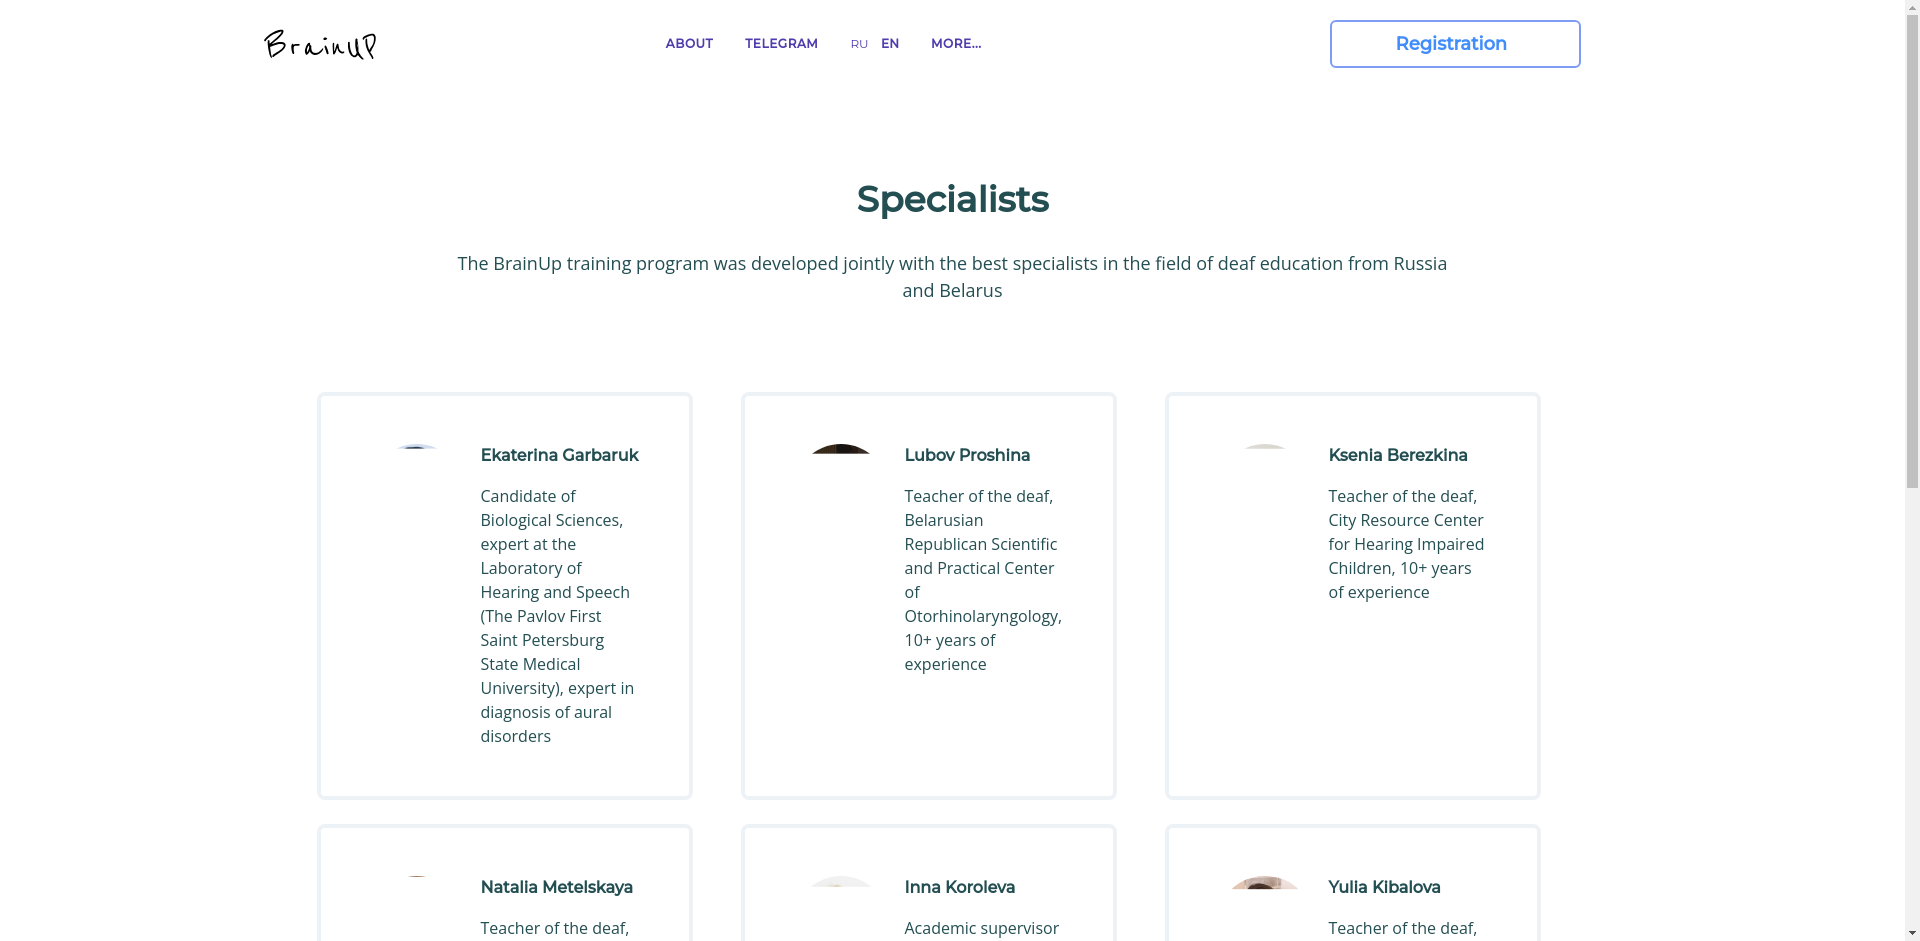 BrainUP
ABOUT TELEGRAM RU EN MORE...
Registration
Specialists
The BrainUp training program was developed jointly with the best specialists in the field of deaf education from Russia
and Belarus
Ekaterina Garbaruk
Candidate of
Biological Sciences,
expert at the
Laboratory of
Hearing and Speech
(The Pavlov First
Saint Petersburg
State Medical
University), expert in
diagnosis of aural
disorders
Lubov Proshina
Teacher of the deaf,
Belarusian
Republican Scientific
and Practical Center
of
Otorhinolaryngology,
10+ years of
experience
Ksenia Berezkina
Teacher of the deaf,
City Resource Center
for Hearing Impaired
Children, 10+ years
of experience
Natalia Metelskaya
Teacher of the deaf,
Inna Koroleva
Academic supervisor
Yulia Kibalova
Teacher of the deaf,